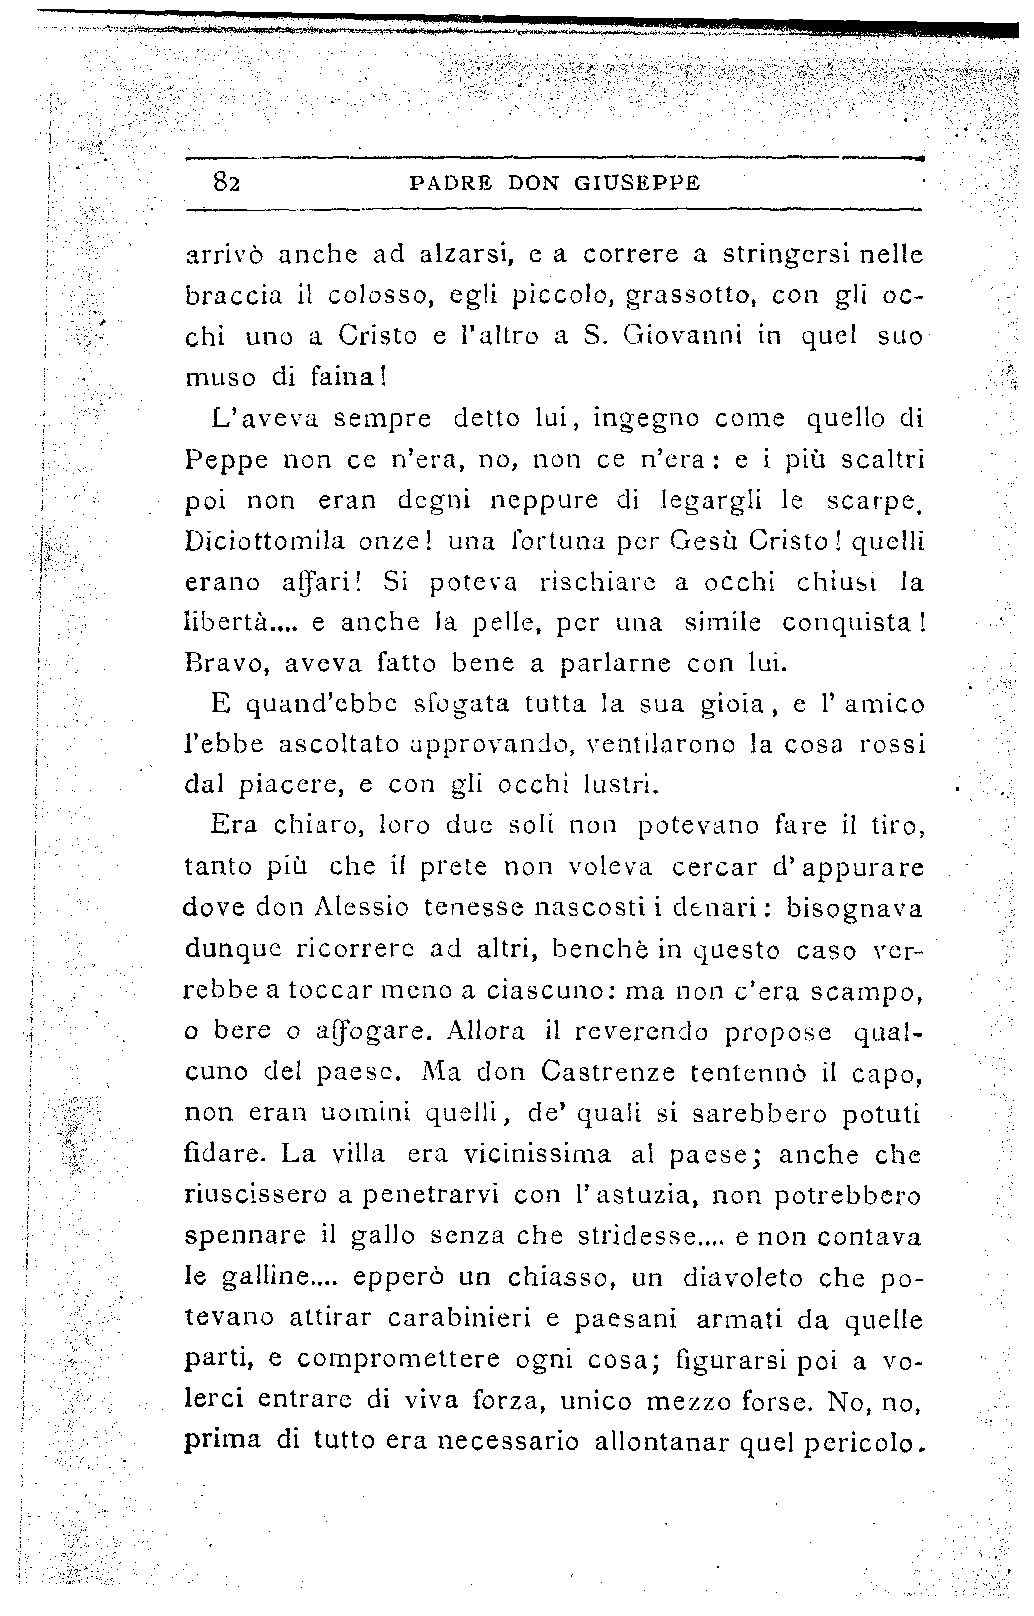 82 PADRE DON GIUSEPPE
arrivò anche ad alzarsi, e a correre a stringersi nelle
braccia il colosso, egli piccolo, grassotto, con gli oc-
chi uno a Cristo e l'altro a S. Giovanni in quel suo
muso di faina!
L'aveva sempre detto lui, ingegno come quello di
Peppe non ce n'era, no, non ce n'era: e i più scaltri
poi non eran degni neppure di legargli le scarpe.
Diciottomila onze! una fortuna per Gesù Cristo! quelli
erano affari! Si poteva rischiare a occhi chiusi la
libertà.... e anche la pelle, per una simile conquista!
Bravo, aveva fatto bene a parlarne con lui.
E quand'ebbe sfogata tutta la sua gioia, e l'amico
l'ebbe ascoltato approvando, ventilarono la cosa rossi
dal piacere, e con gli occhi lustri.
Era chiaro, loro due soli non potevano fare il tiro,
tanto più che il prete non voleva cercar d'appurare
dove don Alessio tenesse nascosti i denari: bisognava
dunque ricorrere ad altri, benchè in questo caso ver-
rebbe a toccar meno a ciascuno: ma non c'era scampo,
o bere o affogare. Allora il reverendo propose qual-
cuno del paese. Ma don Castrenze tentennò il capo,
non eran uomini quelli, de' quali si sarebbero potuti
fidare. La villa era vicinissima al paese; anche che
riuscissero a penetrarvi con l'astuzia, non potrebbero
spennare il gallo senza che stridesse.... e non contava
le galline.... epperò un chiasso, un diavoleto che po-
tevano attirar carabinieri e paesani armati da quelle
parti, e compromettere ogni cosa; figurarsi poi a vo-
lerci entrare di viva forza, unico mezzo forse. No, no,
prima di tutto era necessario allontanar quel pericolo.